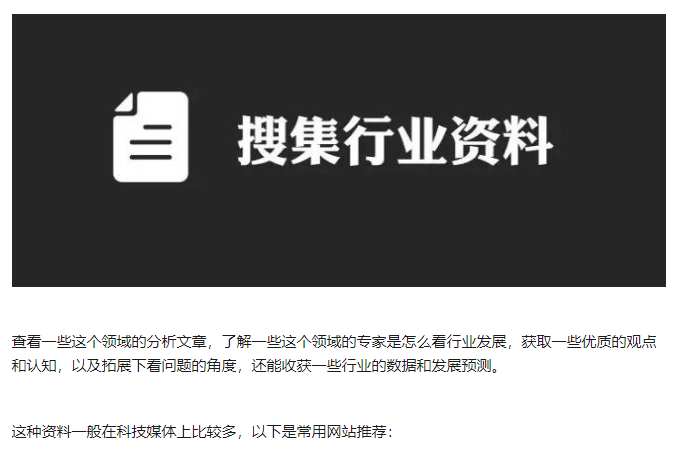 搜集行业资料
查看一些这个领域的分析文章，了解一些这个领域的专家是怎么看行业发展，获取一些优质的观点
和认知，以及拓展下看问题的角度，还能收获一些行业的数据和发展预测。
这种资料一般在科技媒体上比较多，以下是常用网站推荐：